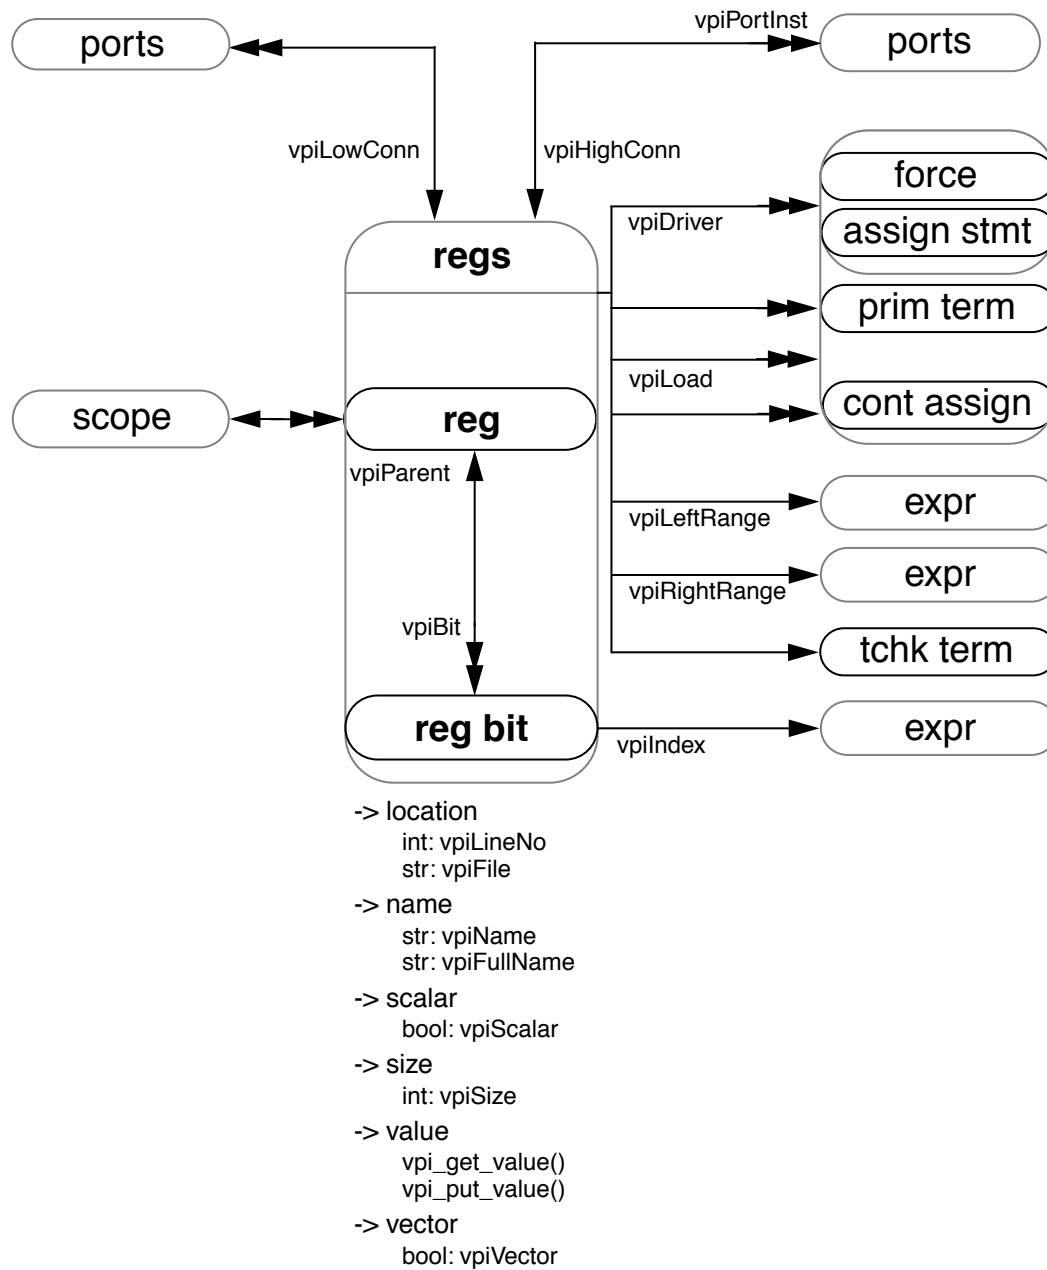 vpiPortInst
ports
ports
vpiLowConn
vpiHighConn
force
regs
vpiDriver
assign stmt
prim term
vpiLoad
scope
reg
cont assign
vpiParent
vpiLeftRange
expr
vpiRightRange
expr
vpiBit
tchk term
reg bit
vpiIndex
expr
-> location
int: vpiLineNo
str: vpiFile
-> name
str: vpiName
str: vpiFullName
-> scalar
bool: vpiScalar
-> size
int: vpiSize
-> value
vpi_get_value()
vpi_put_value()
-> vector
bool: vpiVector